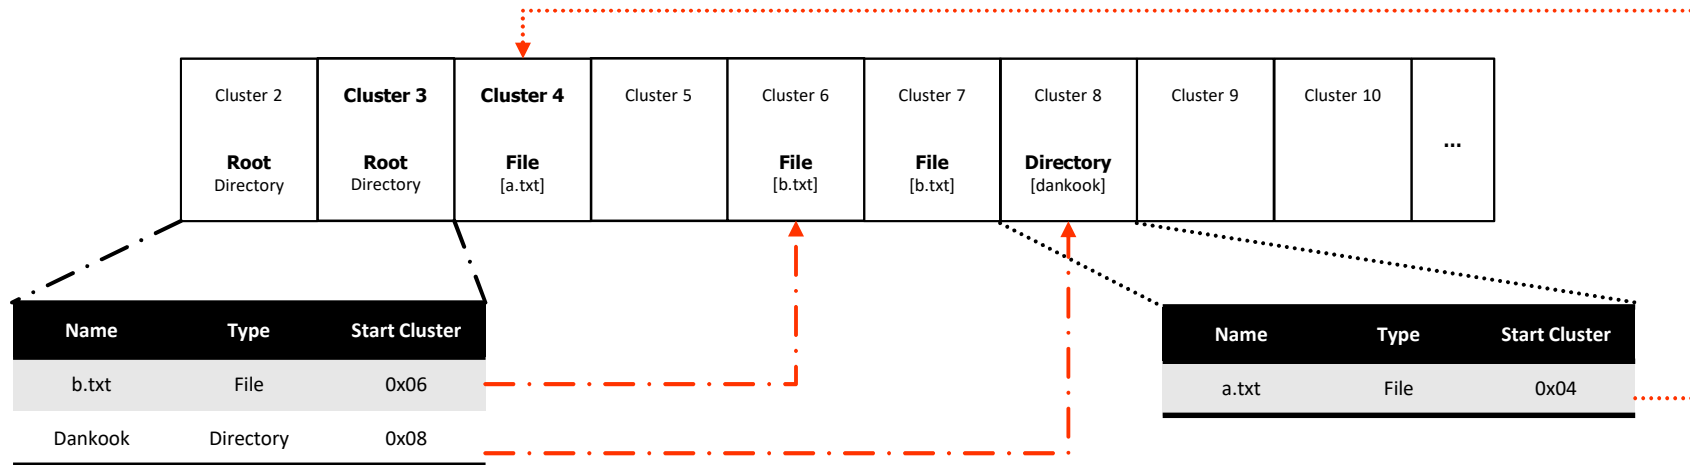 Cluster 2 Cluster 3 Cluster 4 Cluster 5 Cluster 6 Cluster 7 Cluster 8 Cluster 9 Cluster 10
...
Root Root File File File Directory
Directory Directory [a.txt] [b.txt] [b.txt] [dankook]
Name Type Start Cluster
b.txt File 0x06
Dankook Directory 0x08
Name Type Start Cluster
a.txt File 0x04